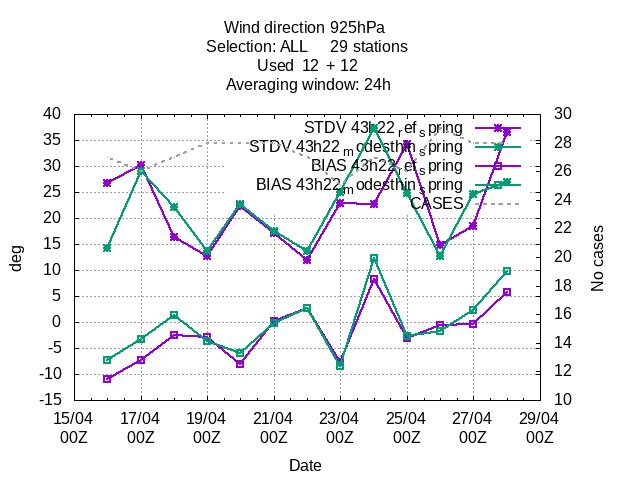 Wind direction 925hPa
Selection: ALL 29 stations
Used 12 + 12
Averaging window: 24h
STDV 43h22_ref_spring
STDV 43h22_modesthin_spring
BIAS 43h22_ref_spring
BIAS 43h22_modesthin_spring
CASES
deg
40
35
30
25
20
15
10
5
0
-5
-10
-15
No cases
30
28
26
24
22
20
18
16
14
12
10
15/04 17/04 19/04 21/04 23/04 25/04 27/04 29/04
00Z 00Z 00Z 00Z 00Z 00Z 00Z 00Z
Date